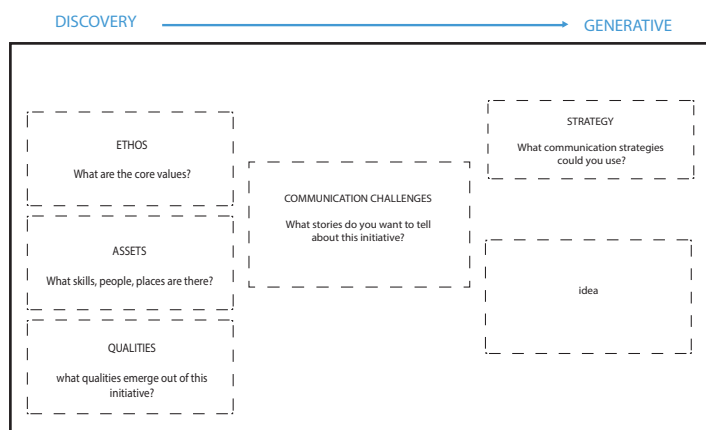 DISCOVERY
GENERATIVE
ETHOS
What are the core values?
ASSETS
What skills, people, places are there?
QUALITIES
what qualities emerge out of this
initiative?
COMMUNICATION CHALLENGES
What stories do you want to tell
about this initiative?
STRATEGY
What communication strategies
could you use?
idea